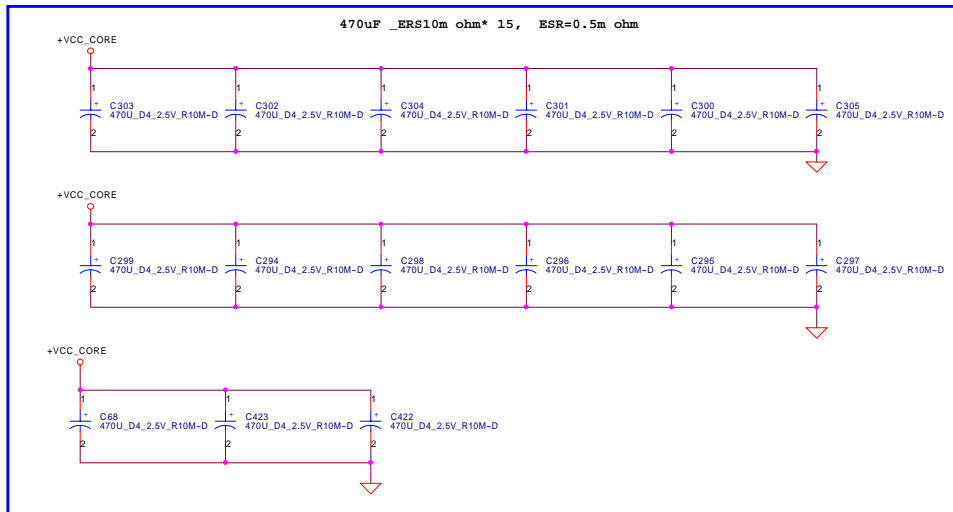 470uF _ERS10m ohm* 15, ESR=0.5m ohm
+VCC_CORE
1 1 1 1 1 1
+ + + + + +
C303 C302 C304 C301 C300 C305
470U_D4_2.5V_R10M~D 470U_D4_2.5V_R10M~D 470U_D4_2.5V_R10M~D 470U_D4_2.5V_R10M~D 470U_D4_2.5V_R10M~D 470U_D4_2.5V_R10M~D
2 2 2 2 2 2
+VCC_CORE
1 1 1 1 1 1
+ + + + + +
C299 C294 C298 C296 C295 C297
470U_D4_2.5V_R10M~D 470U_D4_2.5V_R10M~D 470U_D4_2.5V_R10M~D 470U_D4_2.5V_R10M~D 470U_D4_2.5V_R10M~D 470U_D4_2.5V_R10M~D
2 2 2 2 2 2
+VCC_CORE
1 1 1
+ + +
C68 C423 C422
470U_D4_2.5V_R10M~D 470U_D4_2.5V_R10M~D 470U_D4_2.5V_R10M~D
2 2 2